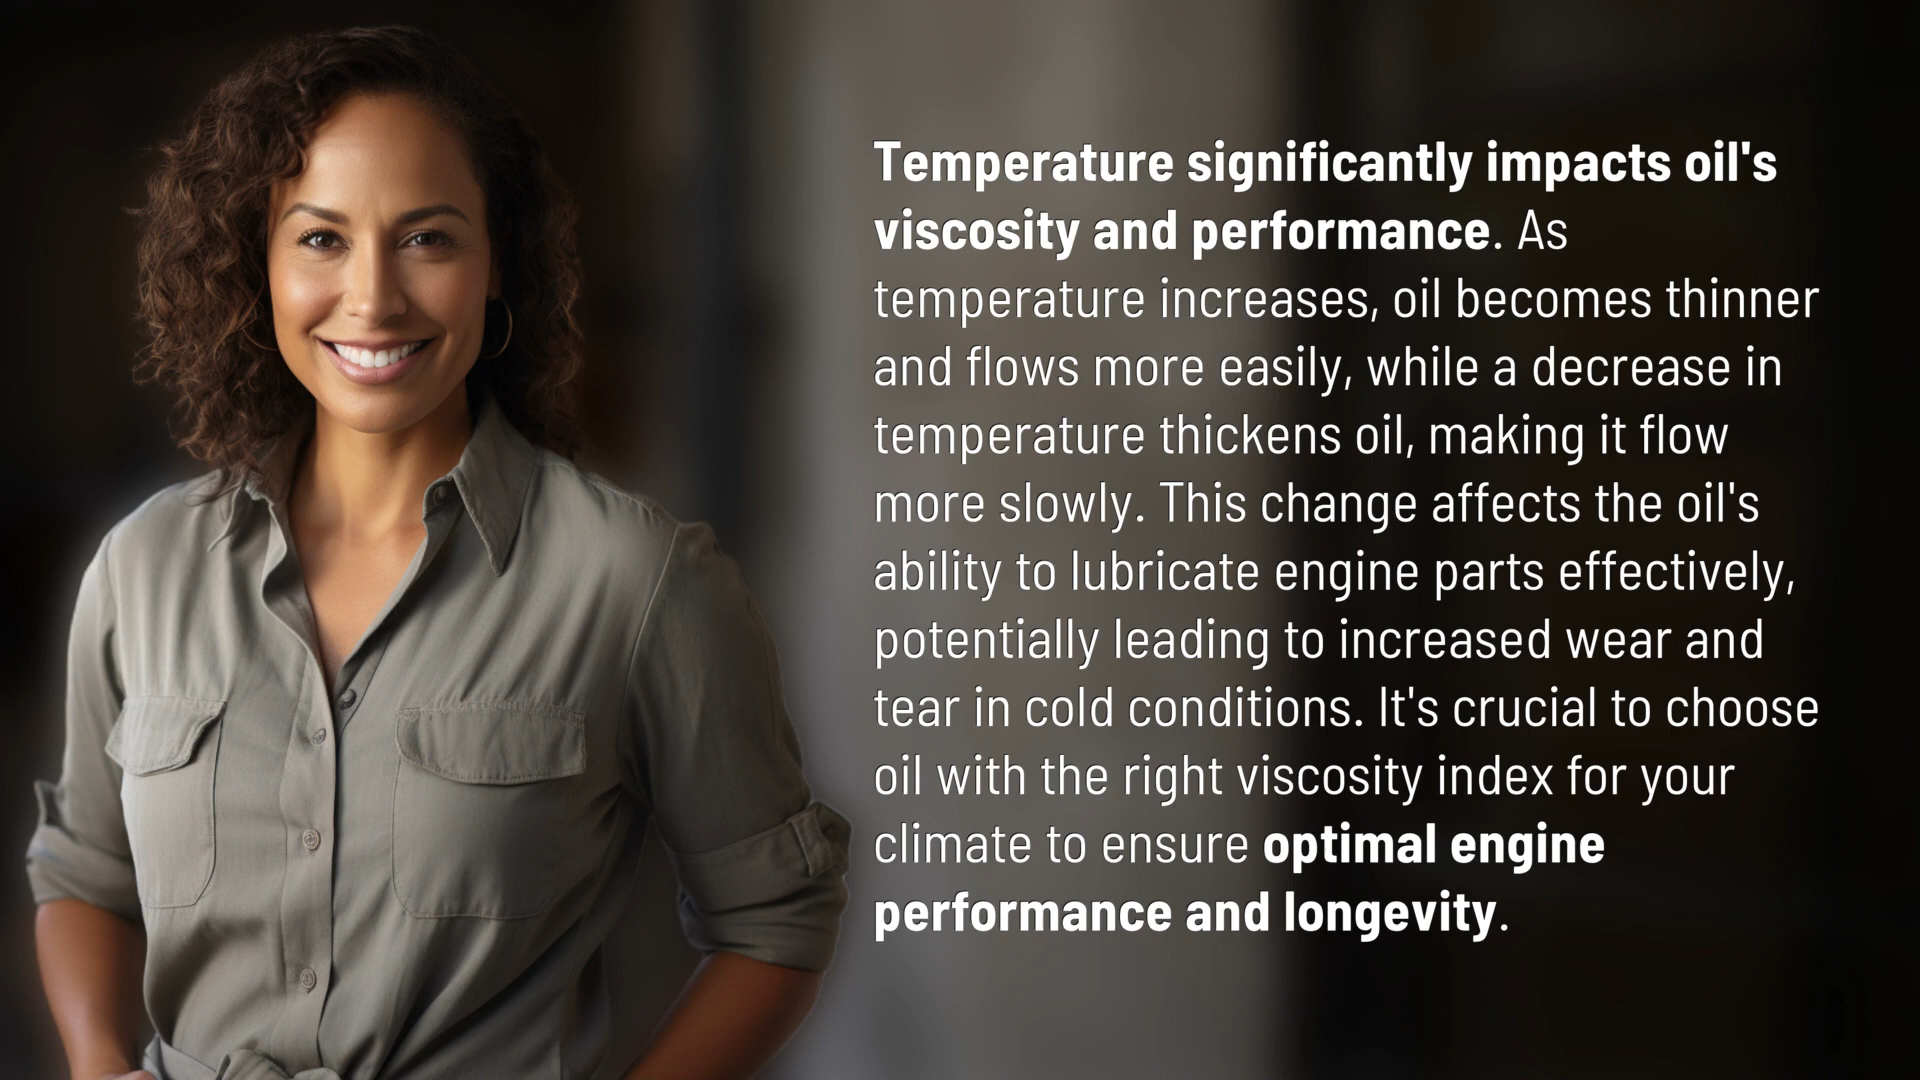 Temperature significantly impacts oil's
viscosity and performance. As
temperature increases, oil becomes thinner
and flows more easily, while a decrease in
temperature thickens oil, making it flow
more slowly. This change affects the oil's
ability to lubricate engine parts effectively,
potentially leading to increased wear and
tear in cold conditions. It's crucial to choose
oil with the right viscosity index for your
climate to ensure optimal engine
performance and longevity.